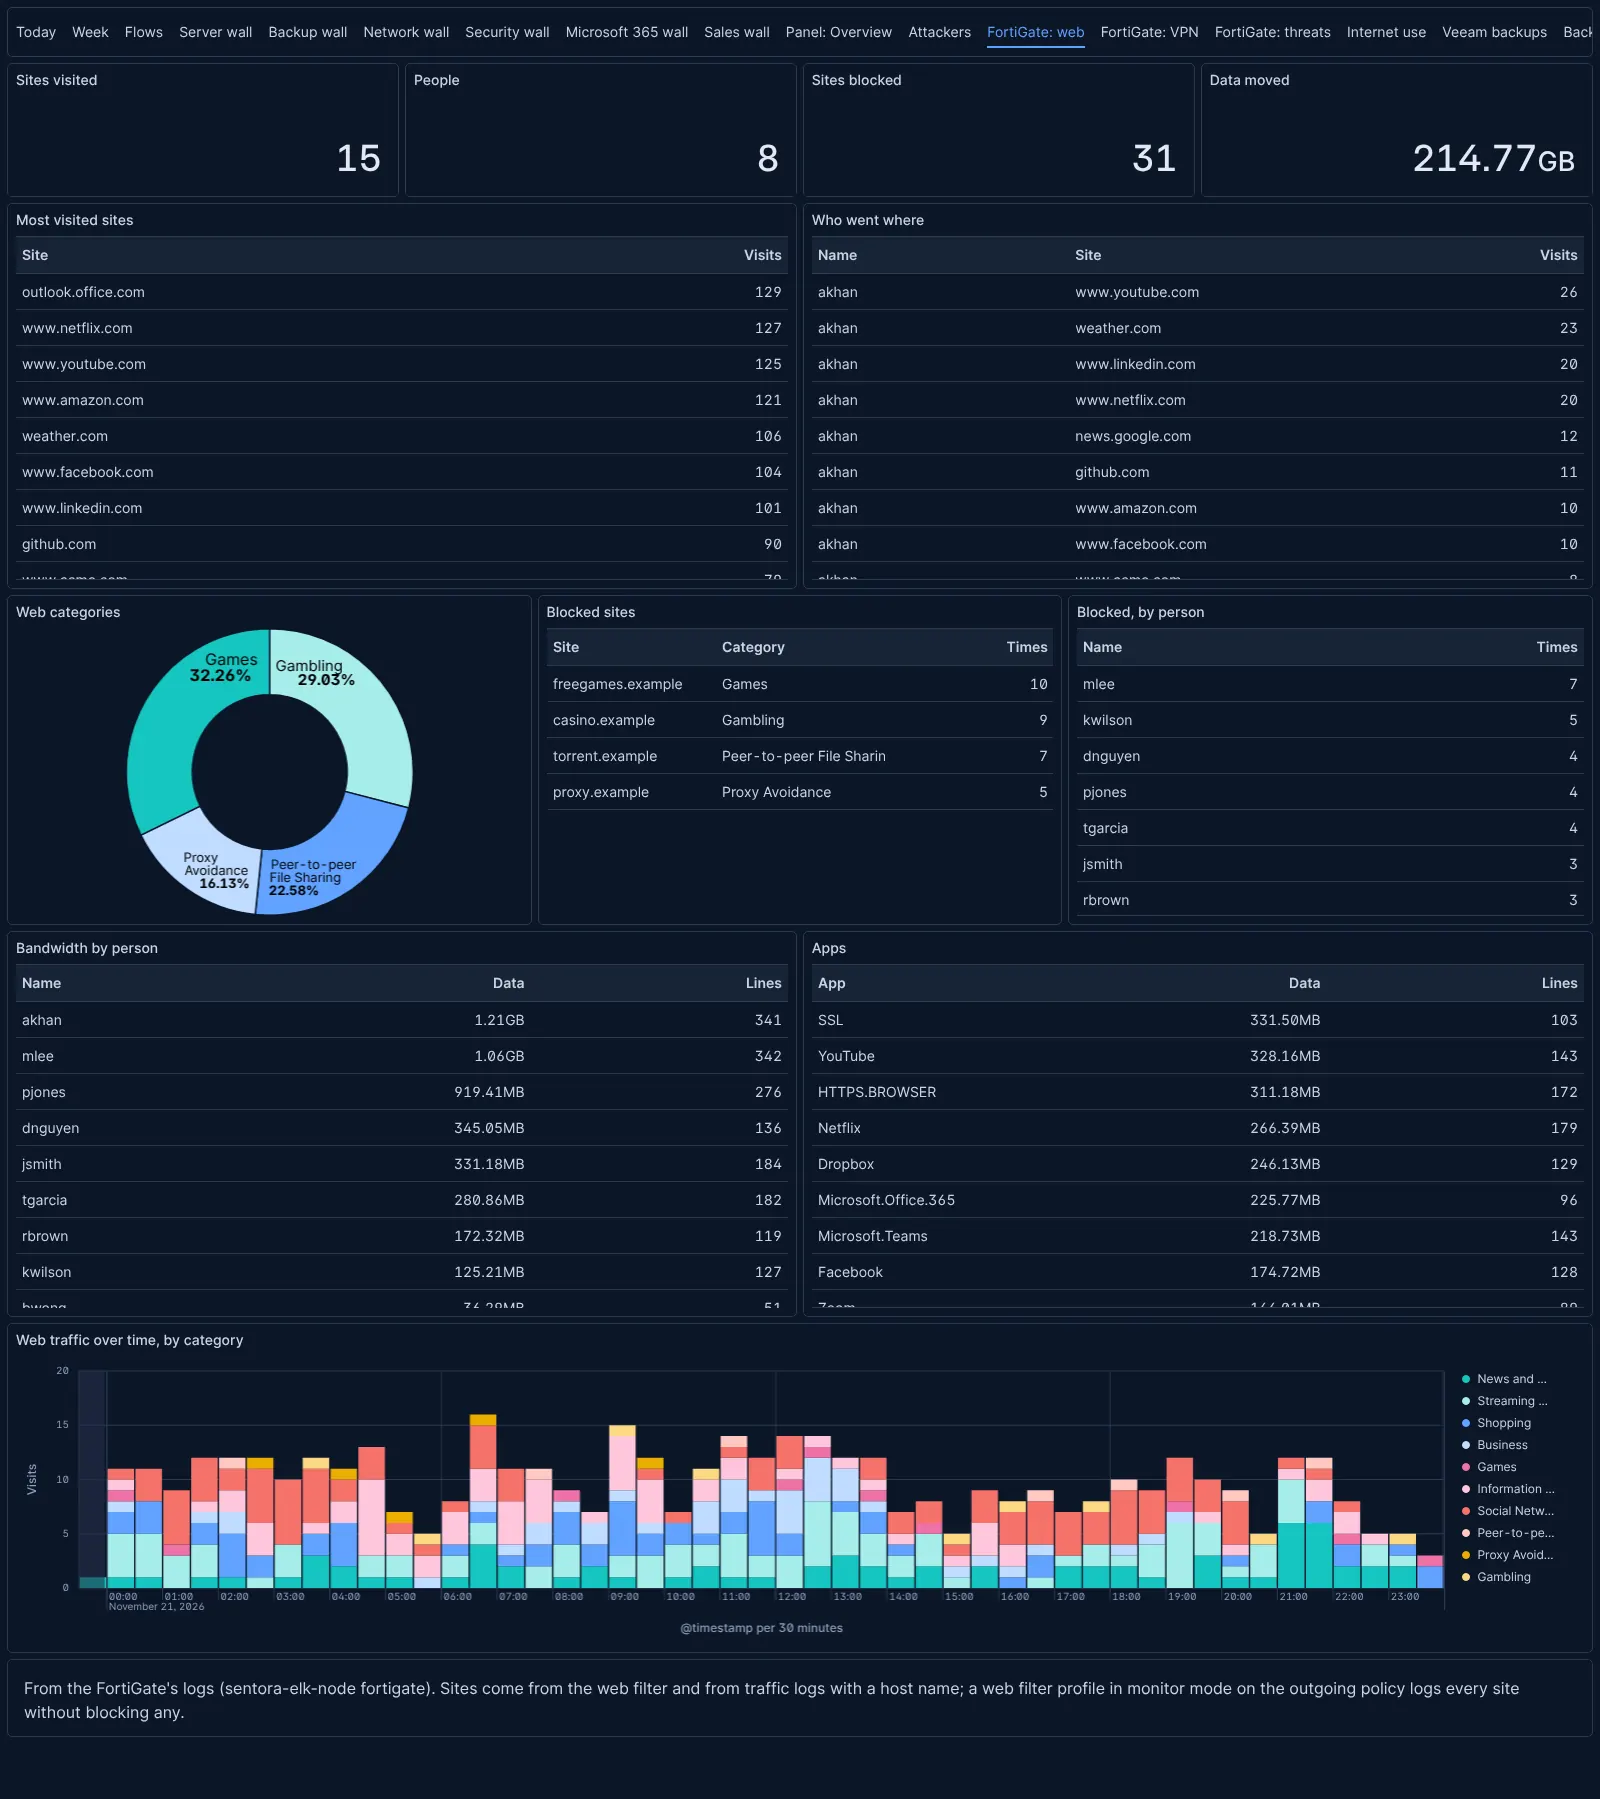 Today Week Flows Server wall Backup wall Network wall Security wall Microsoft 365 wall Sales wall Panel: Overview Attackers FortiGate: web FortiGate: VPN FortiGate: threats Internet use Veeam backups
Sites visited
15
People
8
Sites blocked
31
Data moved
214.77GB
Most visited sites
Site Visits
outlook.office.com 129
www.netflix.com 127
www.youtube.com 125
www.amazon.com 121
weather.com 106
www.facebook.com 104
www.linkedin.com 101
github.com 90
Who went where
Name Site Visits
akhan www.youtube.com 26
akhan weather.com 23
akhan www.linkedin.com 20
akhan www.netflix.com 20
akhan news.google.com 12
akhan github.com 11
akhan www.amazon.com 10
akhan www.facebook.com 10
Web categories
Games
32.26%
Gambling
29.03%
Proxy
Avoidance
16.13%
Peer-to-peer
File Sharing
22.58%
Blocked sites
Site Category Times
freegames.example Games 10
casino.example Gambling 9
torrent.example Peer-to-peer File Sharin 7
proxy.example Proxy Avoidance 5
Blocked, by person
Name Times
mlee 7
kwilson 5
dnguyen 4
pjones 4
tgarcia 4
jsmith 3
rbrown 3
Bandwidth by person
Name Data Lines
akhan 1.21GB 341
mlee 1.06GB 342
pjones 919.41MB 276
dnguyen 345.05MB 136
jsmith 331.18MB 184
tgarcia 280.86MB 182
rbrown 172.32MB 119
kwilson 125.21MB 127
Apps
App Data Lines
SSL 331.50MB 103
YouTube 328.16MB 143
HTTPS.BROWSER 311.18MB 172
Netflix 266.39MB 179
Dropbox 246.13MB 129
Microsoft.Office.365 225.77MB 96
Microsoft.Teams 218.73MB 143
Facebook 174.72MB 128
Web traffic over time, by category
Visits
20
15
10
5
0
00:00 01:00 02:00 03:00 04:00 05:00 06:00 07:00 08:00 09:00 10:00 11:00 12:00 13:00 14:00 15:00 16:00 17:00 18:00 19:00 20:00 21:00 22:00 23:00
November 21, 2026
@timestamp per 30 minutes
News and ...
Streaming ...
Shopping
Business
Games
Information ...
Social Netw...
Peer-to-pe...
Proxy Avoid...
Gambling
From the FortiGate's logs (sentora-elk-node fortigate). Sites come from the web filter and from traffic logs with a host name; a web filter profile in monitor mode on the outgoing policy logs every site
without blocking any.